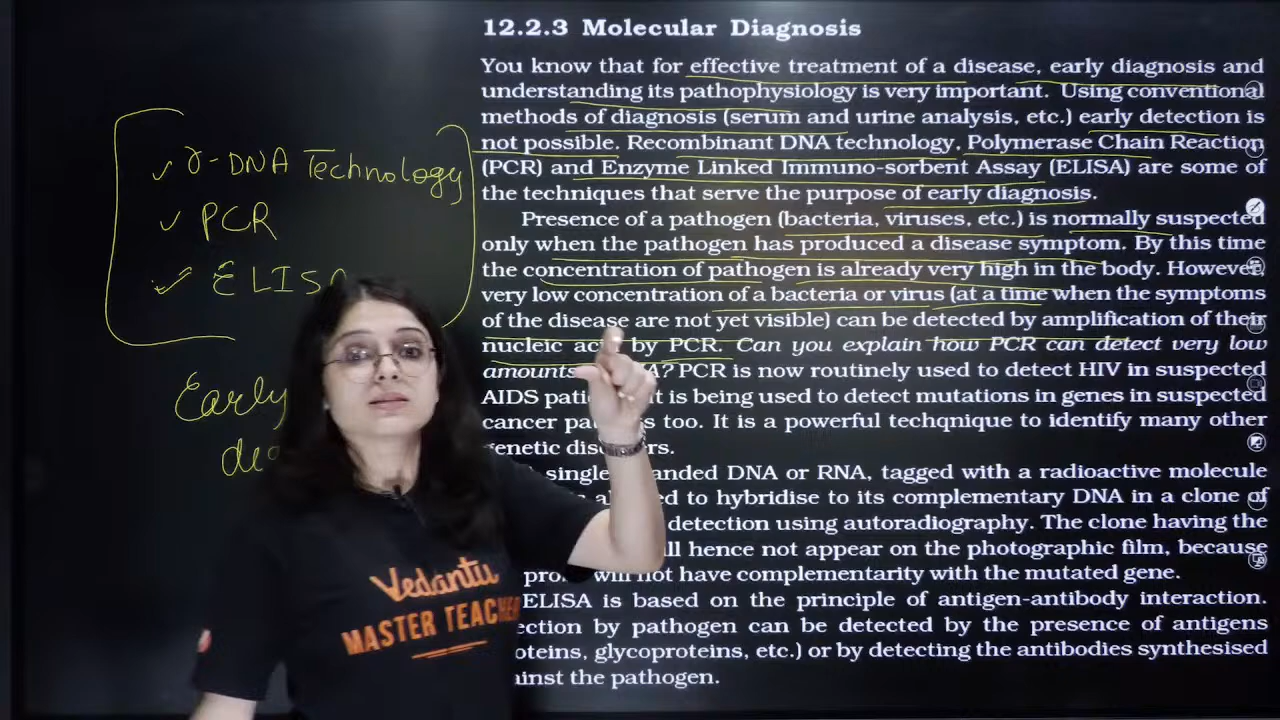 12.2.3 Molecular Diagnosis
You know that for effective treatment of a disease, early diagnosis and
understanding its pathophysiology is very important. Using conventional
methods of diagnosis (serum and urine analysis, etc.) early detection is
not possible. Recombinant DNA technology, Polymerase Chain Reaction
(PCR) and Enzyme Linked Immuno-sorbent Assay (ELISA) are some of
the techniques that serve the purpose of early diagnosis.
Presence of a pathogen (bacteria, viruses, etc.) is normally suspected
only when the pathogen has produced a disease symptom. By this time
the concentration of pathogen is already very high in the body. However,
very low concentration of a bacteria or virus (at a time when the symptoms
of the disease are not yet visible) can be detected by amplification of their
nucleic by PCR. Can you explain how PCR can detect very low
amounts PCR is now routinely used to detect HIV in suspected
AIDS is being used to detect mutations in genes in suspected
cancer too. It is a powerful techqnique to identify many other
genetic
single DNA or RNA, tagged with a radioactive molecule
to hybridise to its complementary DNA in a clone of
detection using autoradiography. The clone having the
hence not appear on the photographic film, because
will not have complementarity with the mutated gene.
ELISA is based on the principle of antigen-antibody interaction.
by pathogen can be detected by the presence of antigens
glycoproteins, etc.) or by detecting the antibodies synthesised
the pathogen.
r-DNA Technology
PCR
ELISA
Early
Vedantu
MASTER TEACHER